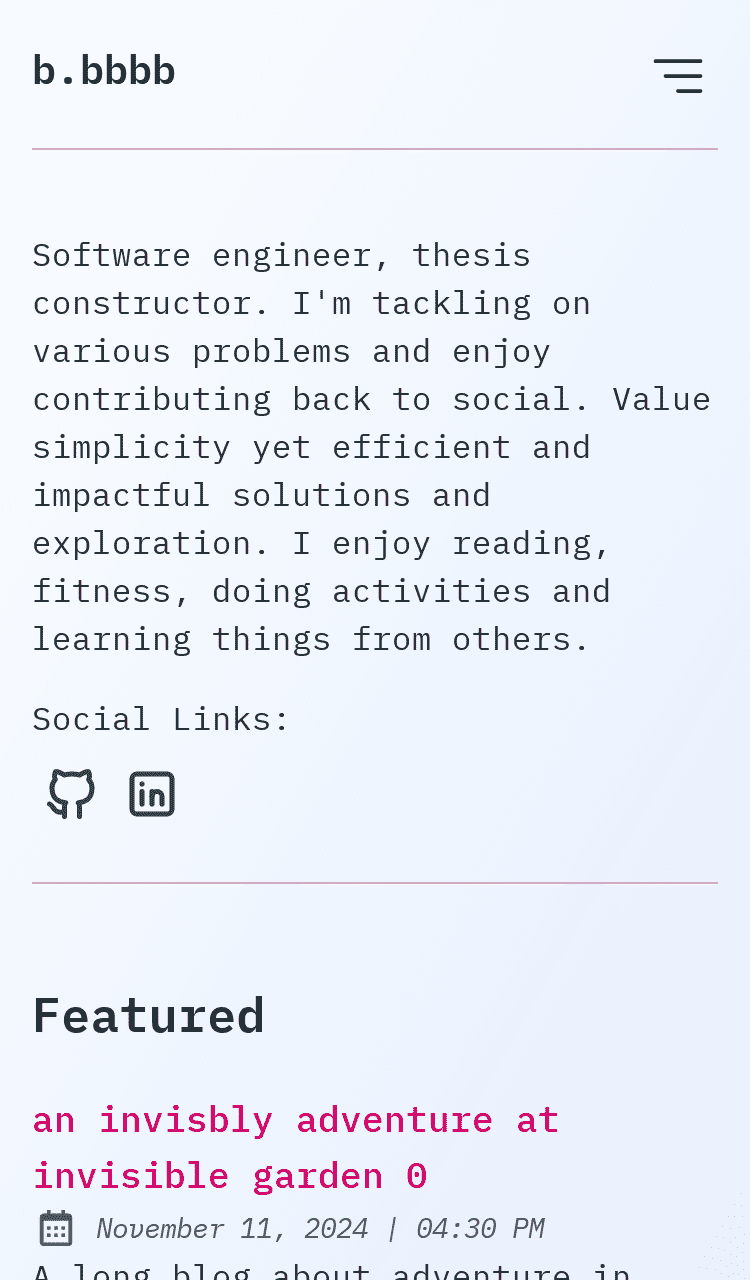 b.bbbb
Software engineer, thesis
constructor. I'm tackling on
various problems and enjoy
contributing back to social. Value
simplicity yet efficient and
impactful solutions and
exploration. I enjoy reading,
fitness, doing activities and
learning things from others.
Social Links:
in
Featured
an invisbly adventure at
invisible garden 0
November 11, 2024 | 04:30 PM
A long blog about adventure in